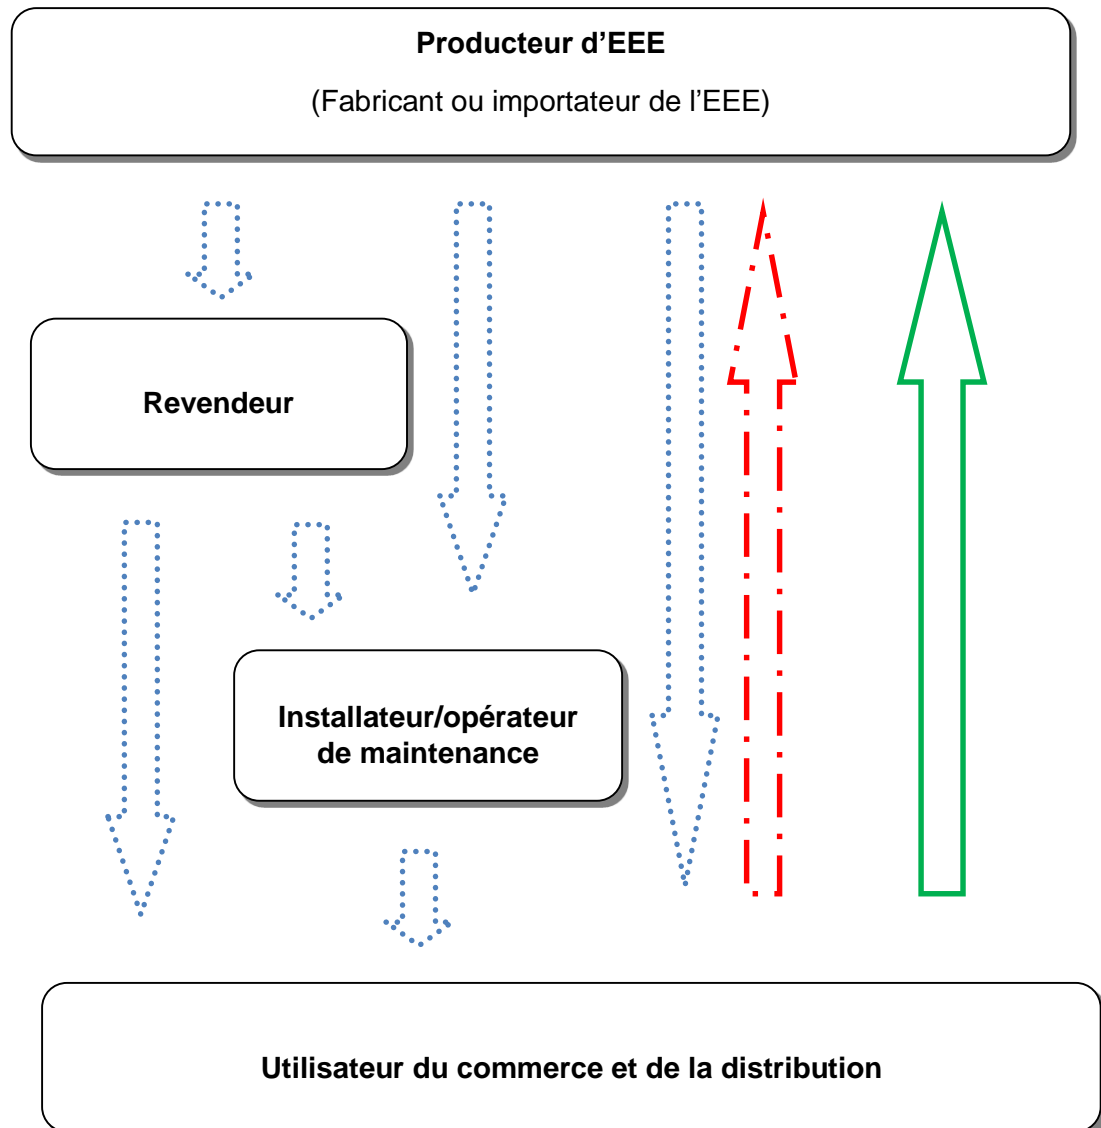 Producteur d’EEE
(Fabricant ou importateur de l’EEE)
Revendeur
Installateur/opérateur
de maintenance
Utilisateur du commerce et de la distribution